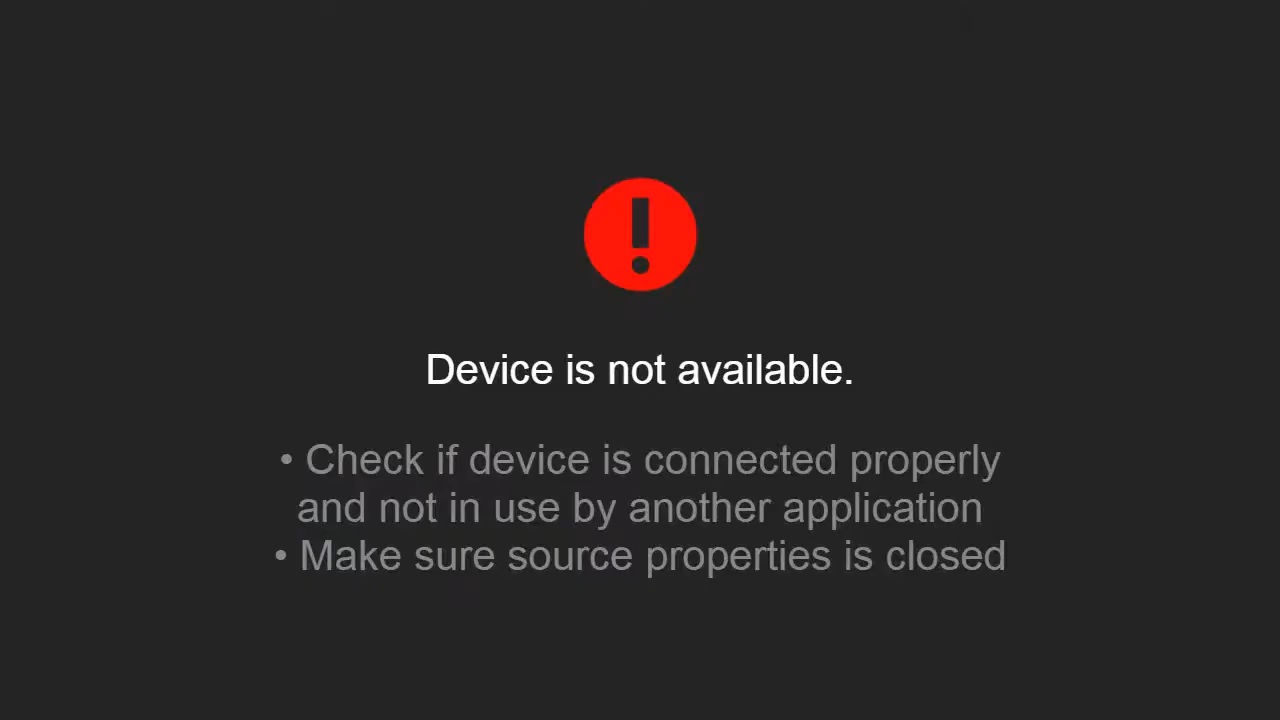 Device is not available.
• Check if device is connected properly
and not in use by another application
• Make sure source properties is closed